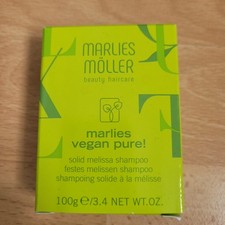 MARLIES
MÖLLER
beauty haircare
marlies
vegan pure!
solid melissa shampoo
festes melissen shampoo
shampoing solide à la mélisse
100g℮/3.4 NET WT.OZ.